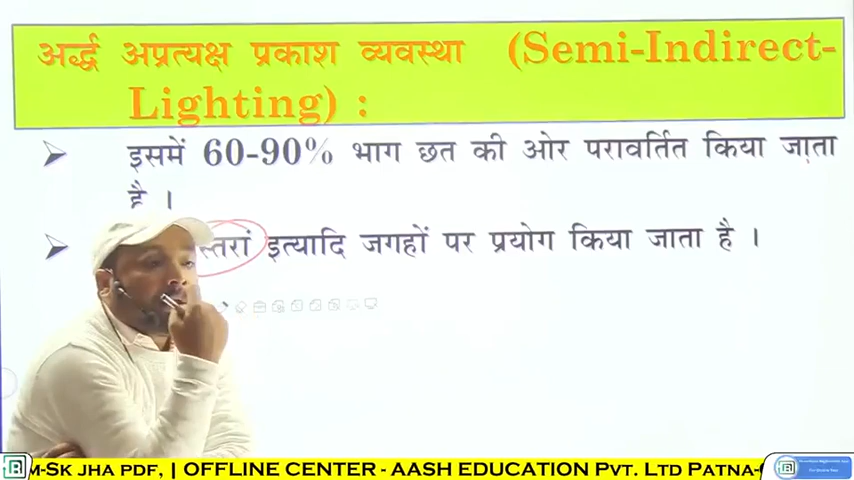 अर्द्ध अप्रत्यक्ष प्रकाश व्यवस्था (Semi-Indirect-
Lighting) :
इसमें 60-90% भाग छत की ओर परावर्तित किया जाता
है ।
इत्यादि जगहों पर प्रयोग किया जाता है ।
M-SK JHA PDF, | OFFLINE CENTER - AASH EDUCATION PVT. LTD PATNA-